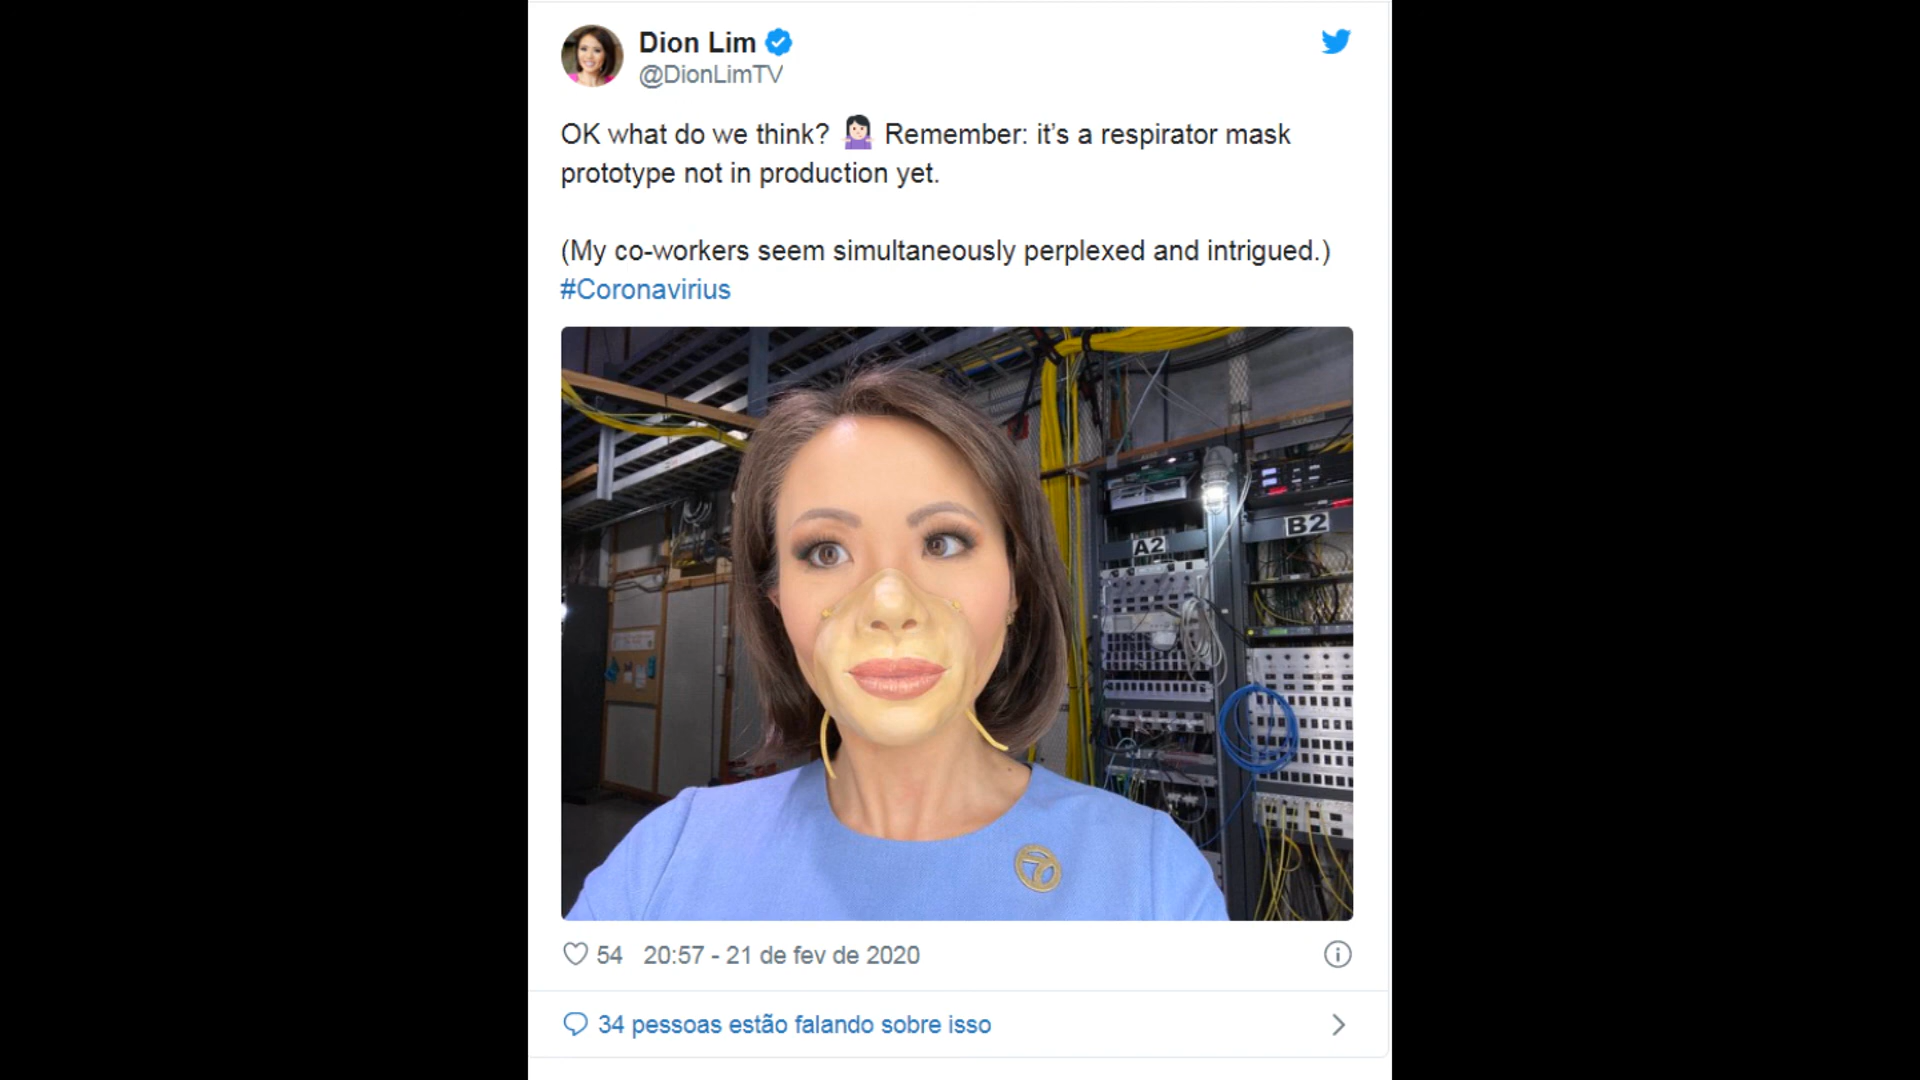 Dion Lim
@DionLimTV
OK what do we think? 🤷🏻‍♀️ Remember: it's a respirator mask
prototype not in production yet.
(My co-workers seem simultaneously perplexed and intrigued.)
#Coronavirius
A2
B2
7
54 20:57 - 21 de fev de 2020
34 pessoas estão falando sobre isso